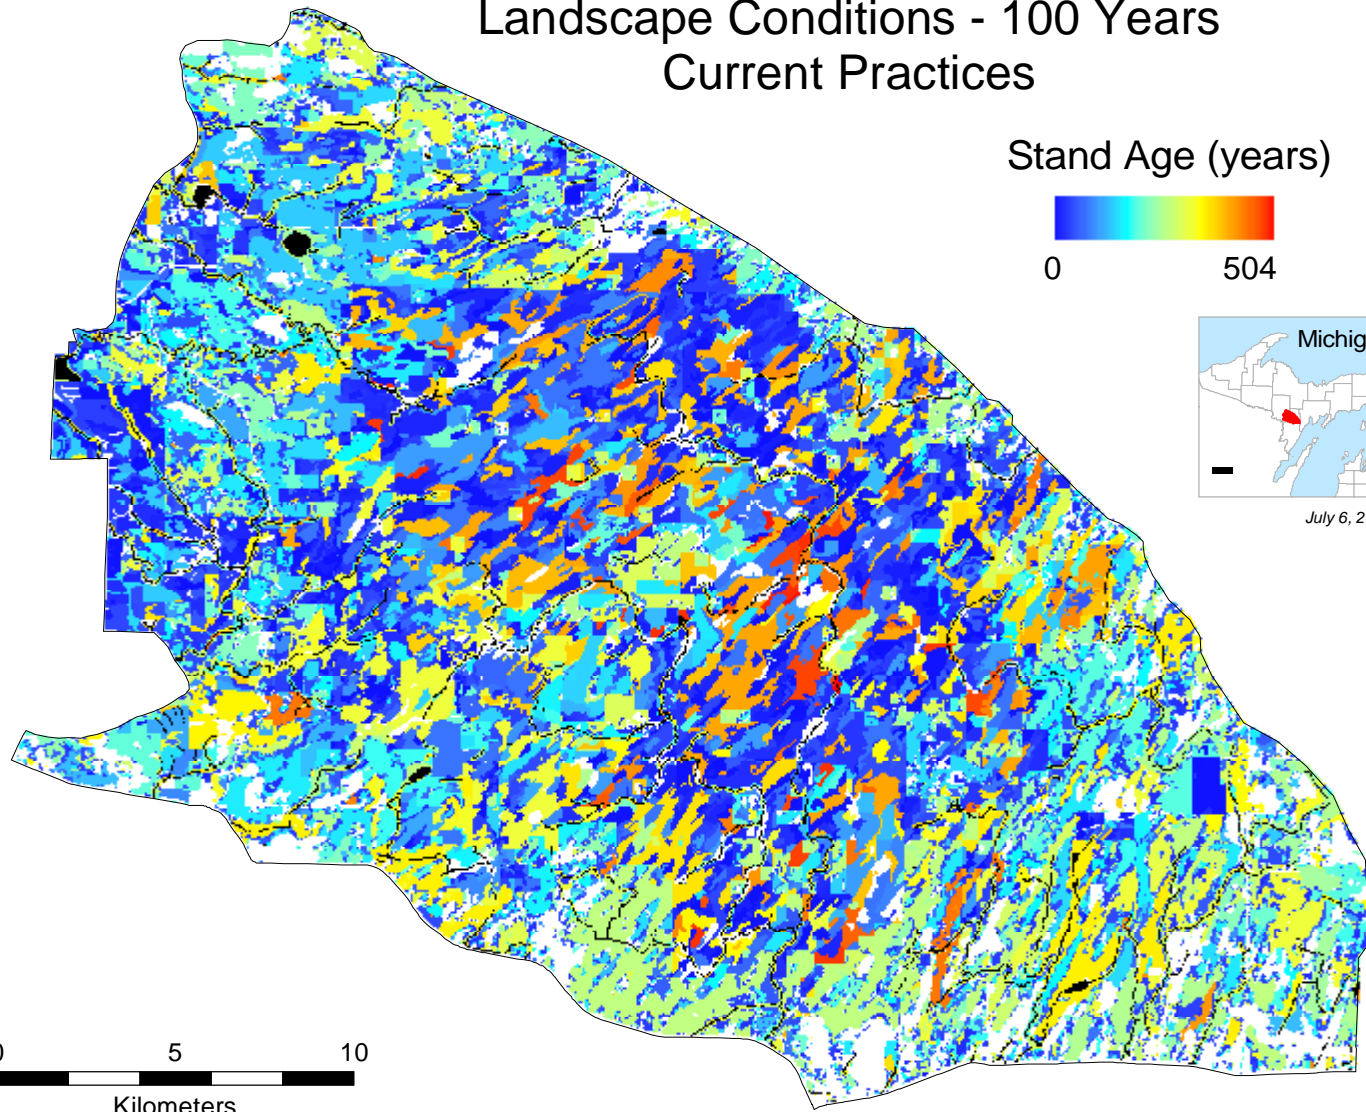 Landscape Conditions - 100 Years
Current Practices
Stand Age (years)
0 504
Michig
July 6, 2
0 5 10
Kilometers